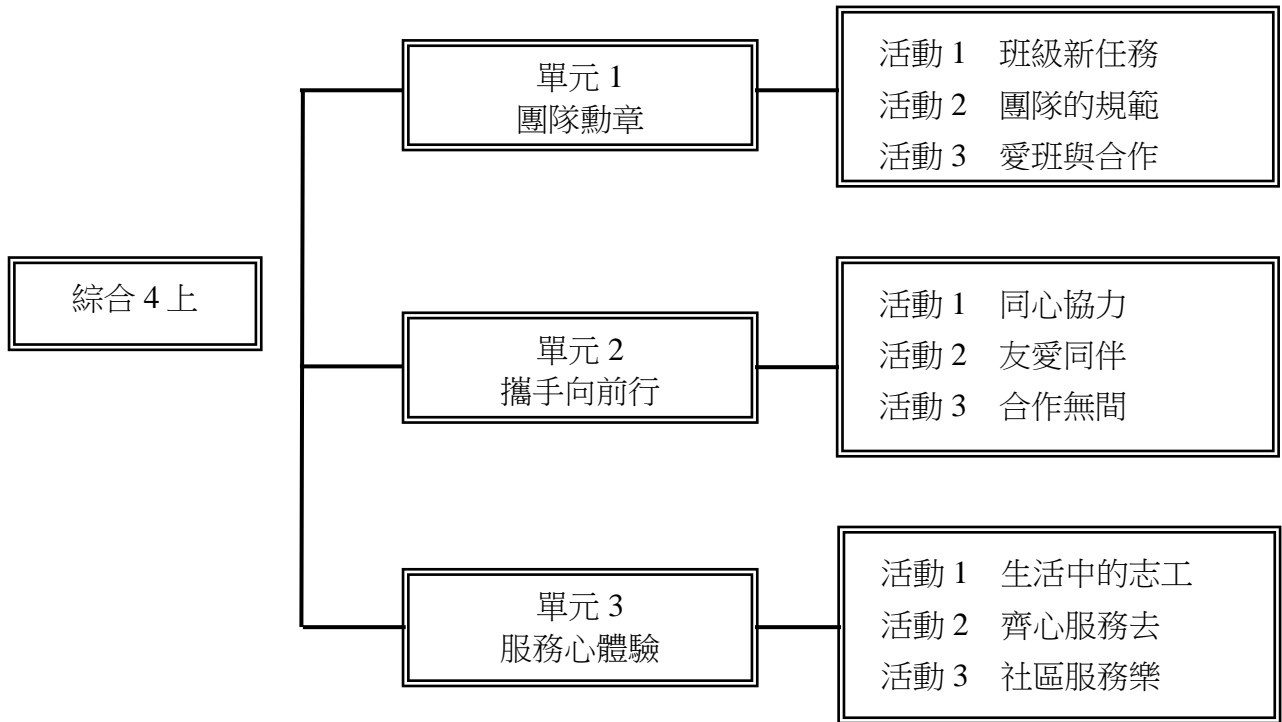 綜合 4 上
單元 1
團隊勳章
活動 1 班級新任務
活動 2 團隊的規範
活動 3 愛班與合作
單元 2
攜手向前行
活動 1 同心協力
活動 2 友愛同伴
活動 3 合作無間
單元 3
服務心體驗
活動 1 生活中的志工
活動 2 齊心服務去
活動 3 社區服務樂